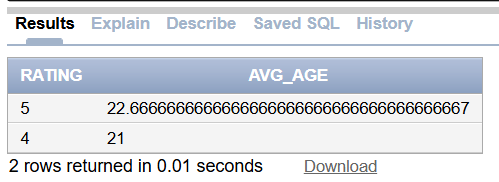 Results Explain Describe Saved SQL History
RATING AVG_AGE
5 22.6666666666666666666666666666666666667
4 21
2 rows returned in 0.01 seconds Download